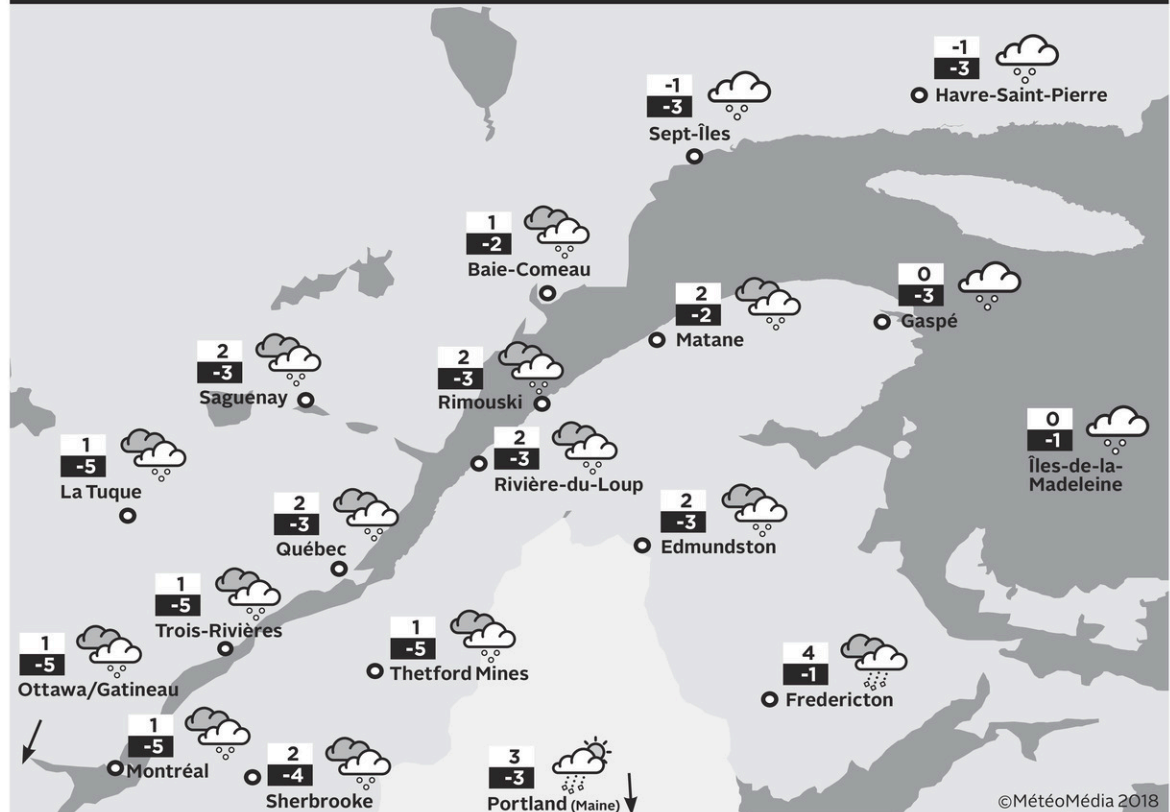 -1
-3
Havre-Saint-Pierre
-1
-3
Sept-Îles
1
-2
Baie-Comeau
0
-3
Gaspé
2
-2
Matane
2
-3
Saguenay
2
-3
Rimouski
0
-1
Îles-de-la-
Madeleine
2
-3
Rivière-du-Loup
1
-5
La Tuque
2
-3
Québec
2
-3
Edmundston
1
-5
Trois-Rivières
1
-5
Thetford Mines
1
-5
Ottawa/Gatineau
4
-1
Fredericton
1
-5
Montréal
2
-4
Sherbrooke
3
-3
Portland (Maine)
©MétéoMédia 2018